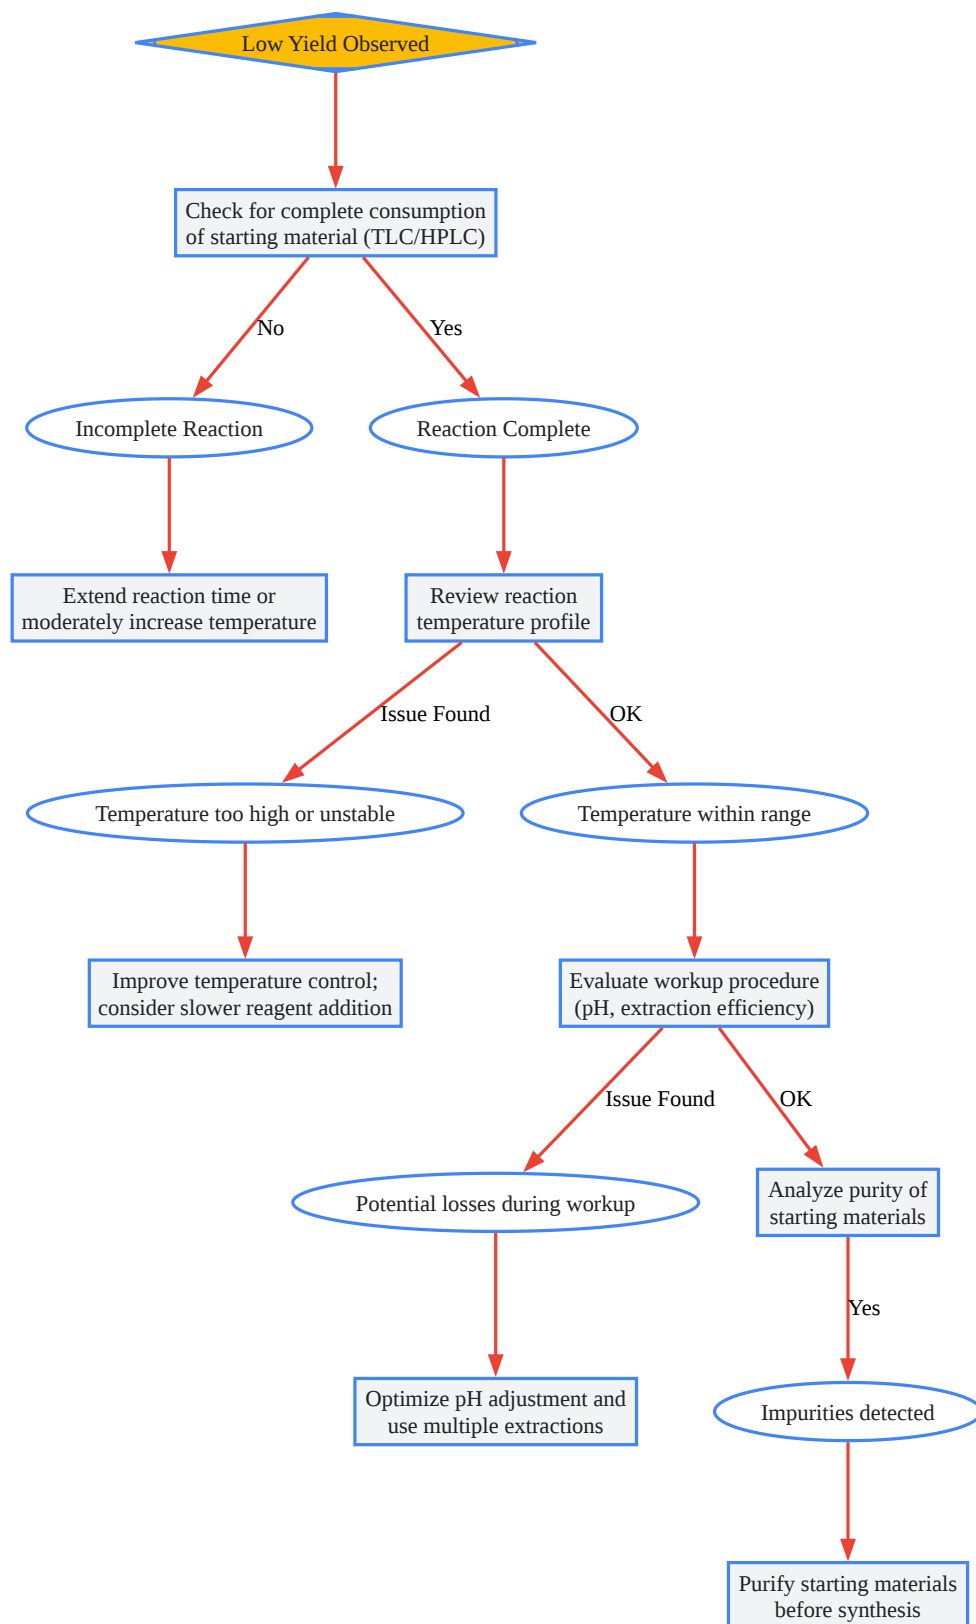 Low Yield Observed
Check for complete consumption
of starting material (TLC/HPLC)
No
Yes
Incomplete Reaction
Reaction Complete
Extend reaction time or
moderately increase temperature
Review reaction
temperature profile
Issue Found
OK
Temperature too high or unstable
Temperature within range
Improve temperature control;
consider slower reagent addition
Evaluate workup procedure
(pH, extraction efficiency)
Issue Found
OK
Potential losses during workup
Analyze purity of
starting materials
Yes
Optimize pH adjustment and
use multiple extractions
Impurities detected
Purify starting materials
before synthesis